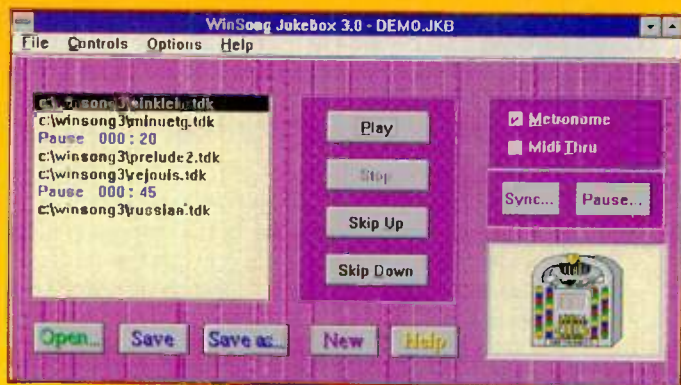 WinSong Jukebox 3.0 - DEMO.JKB
File Controls Options Help
c:\winsong3\minuetg.tdk
Pause 000:20
c:\winsong3\prelude2.tdk
c:\winsong3\rejouis.tdk
Pause 000:45
c:\winsong3\russian.tdk
Play
Stop
Skip Up
Skip Down
Metronome
Midi Thru
Sync... Pause...
Open... Save Save as... New Help